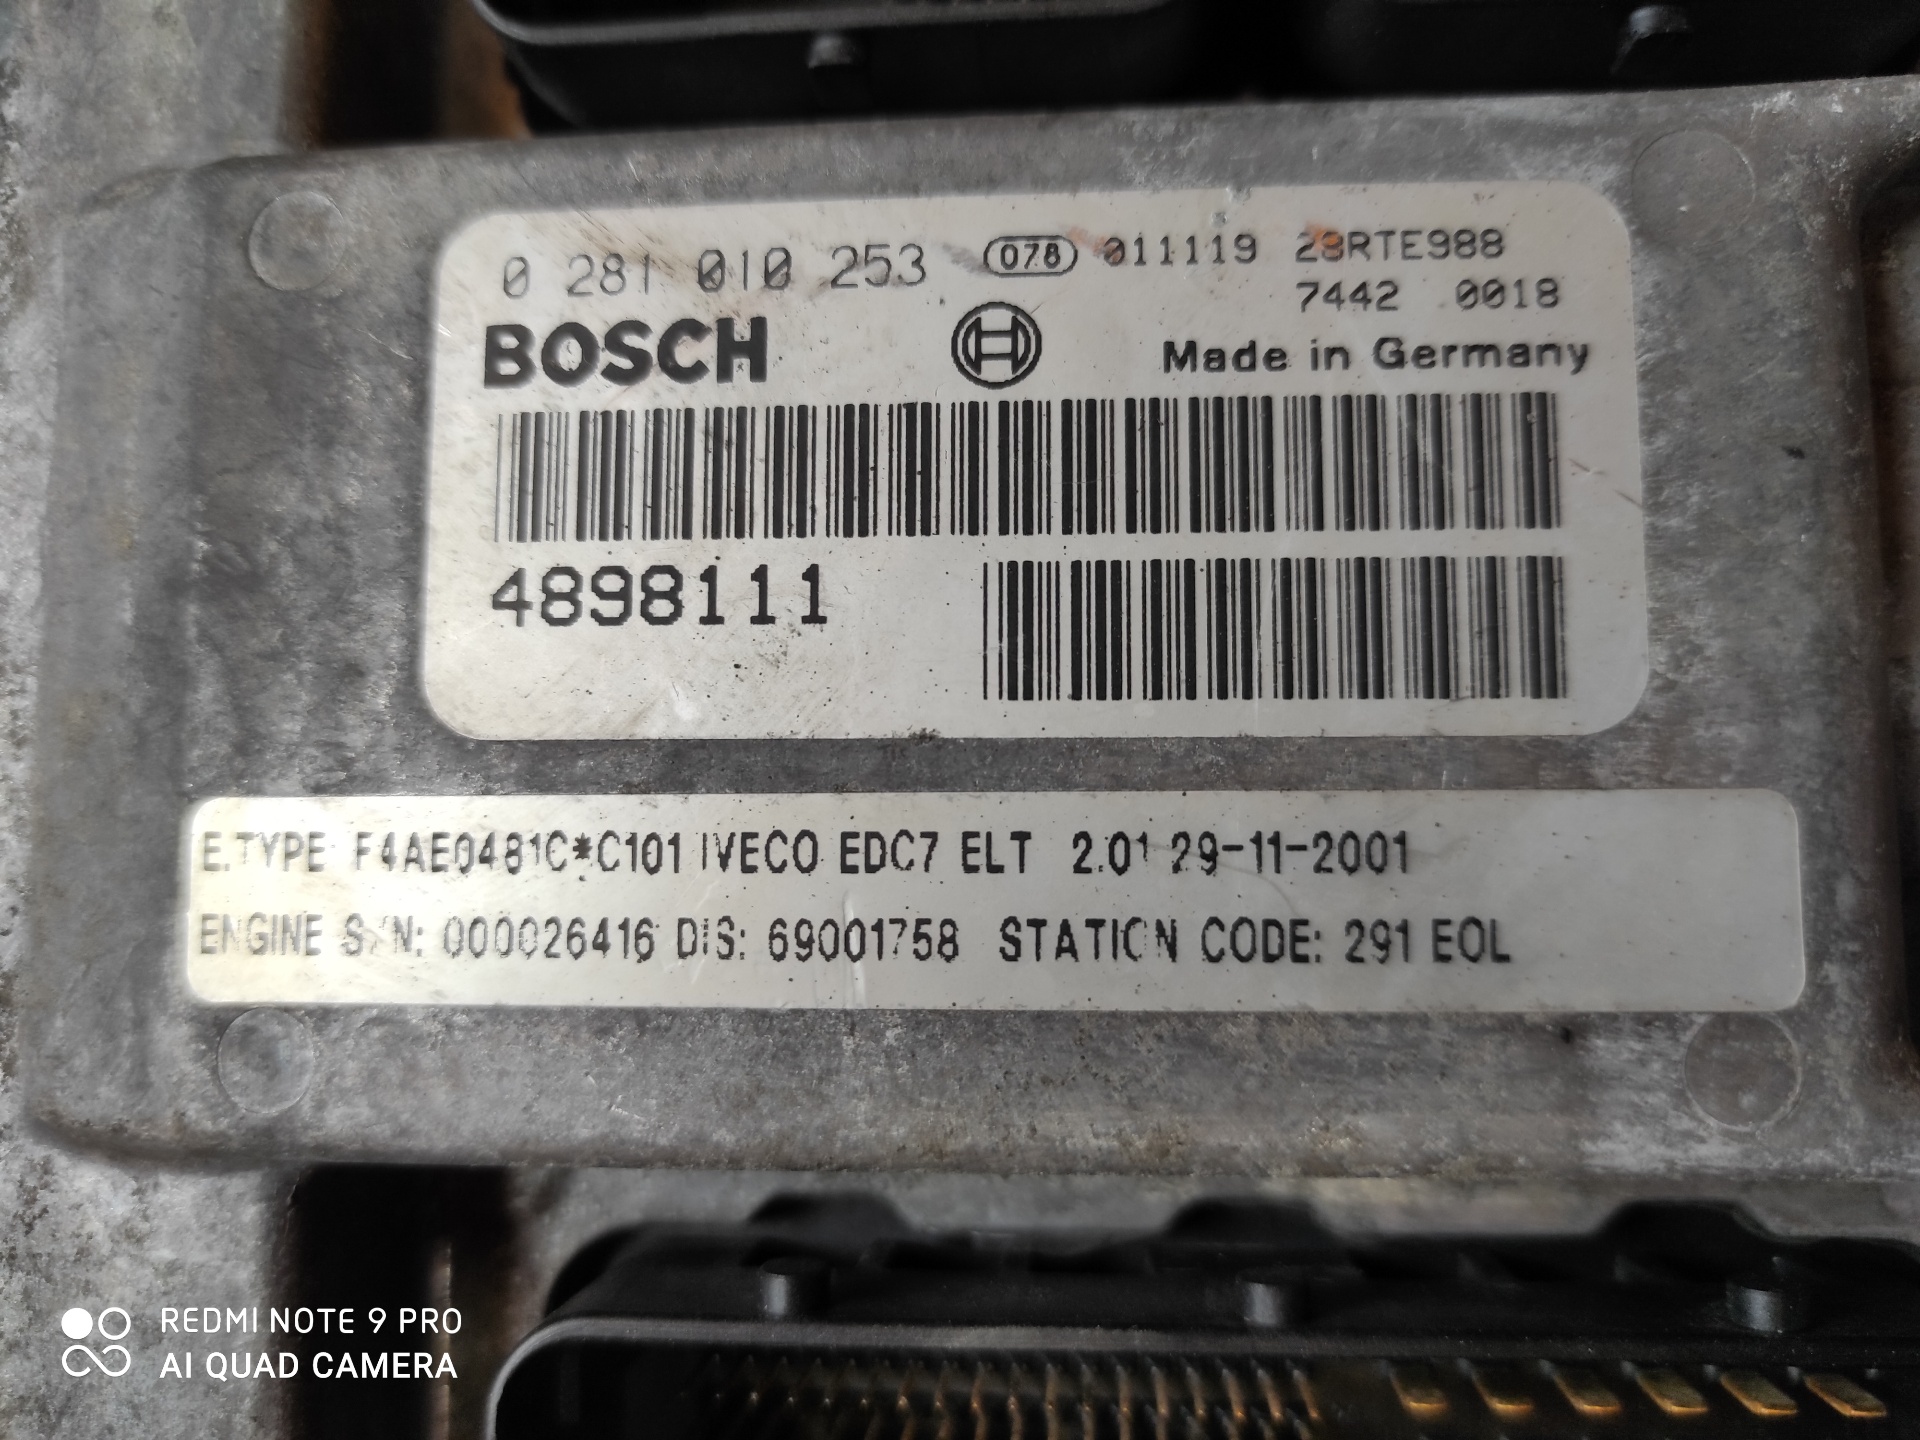 0 281 010 253 078 011119 28RTE988
7442 0018
BOSCH Made in Germany
4898111
E.TYPE F4AE0481C*C101 IVECO EDC7 ELT 2.01 29-11-2001
ENGINE S/N: 000026416 DIS: 69001758 STATION CODE: 291 EOL
REDMI NOTE 9 PRO
AI QUAD CAMERA